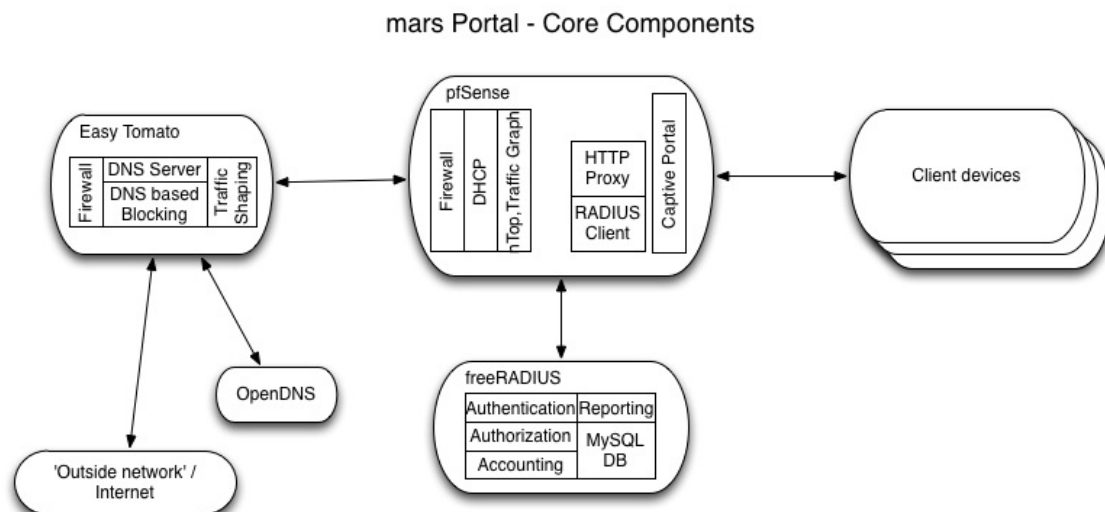 mars Portal - Core Components
Easy Tomato
Firewall
DNS Server
DNS based
Blocking
Traffic
Shaping
pfSense
Firewall
DHCP
nTop,Traffic Graph
HTTP
Proxy
RADIUS
Client
Captive Portal
Client devices
OpenDNS
'Outside network' /
Internet
freeRADIUS
Authentication
Reporting
Authorization
Accounting
MySQL
DB